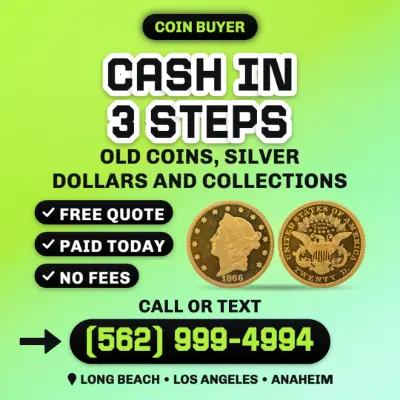 COIN BUYER
CASH IN
3 STEPS
OLD COINS, SILVER
DOLLARS AND COLLECTIONS
FREE QUOTE
PAID TODAY
NO FEES
1866
UNITED STATES OF AMERICA
TWENTY D.
CALL OR TEXT
(562) 999-4994
LONG BEACH • LOS ANGELES • ANAHEIM